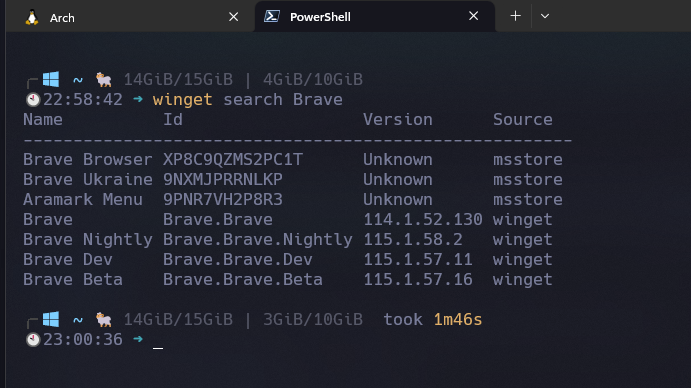 Arch
PowerShell
~ 14GiB/15GiB | 4GiB/10GiB
22:58:42 ➜ winget search Brave
Name Id Version Source
-------------------------------------------------------
Brave Browser XP8C9QZMS2PC1T Unknown msstore
Brave Ukraine 9NXMJPRRNLKP Unknown msstore
Aramark Menu 9PNR7VH2P8R3 Unknown msstore
Brave Brave.Brave 114.1.52.130 winget
Brave Nightly Brave.Brave.Nightly 115.1.58.2 winget
Brave Dev Brave.Brave.Dev 115.1.57.11 winget
Brave Beta Brave.Brave.Beta 115.1.57.16 winget
~ 14GiB/15GiB | 3GiB/10GiB took 1m46s
23:00:36 ➜ _